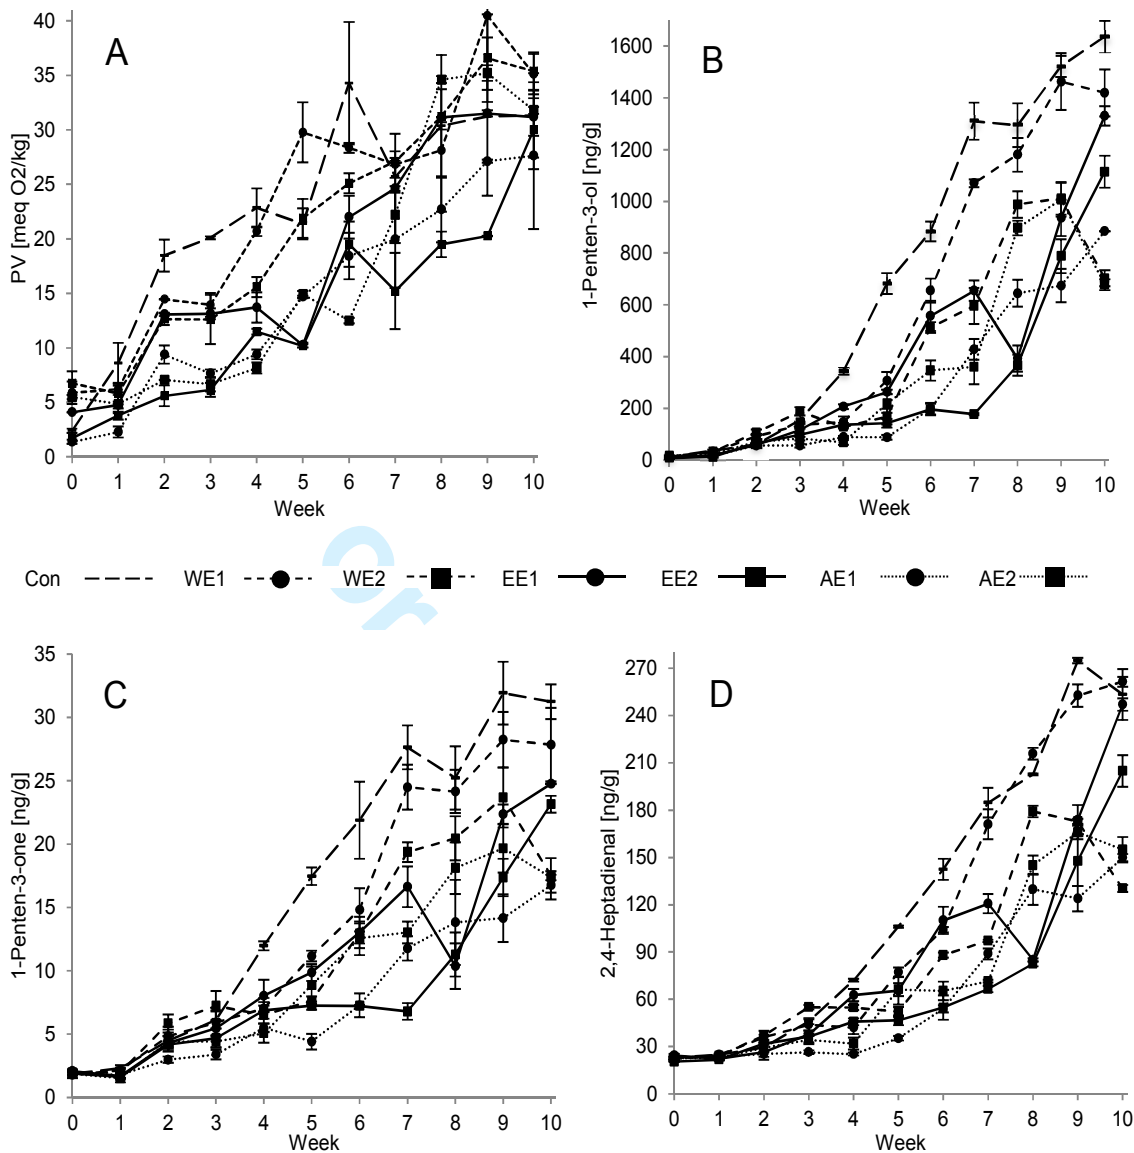 A
PV [meq O2/kg]
40
35
30
25
20
15
10
5
0
0 1 2 3 4 5 6 7 8 9 10
Week
B
1-Penten-3-ol [ng/g]
1600
1400
1200
1000
800
600
400
200
0
0 1 2 3 4 5 6 7 8 9 10
Week
Con WE1 WE2 EE1 EE2 AE1 AE2
C
1-Penten-3-one [ng/g]
35
30
25
20
15
10
5
0
0 1 2 3 4 5 6 7 8 9 10
Week
D
2,4-Heptadienal [ng/g]
270
240
210
180
150
120
90
60
30
0
0 1 2 3 4 5 6 7 8 9 10
Week